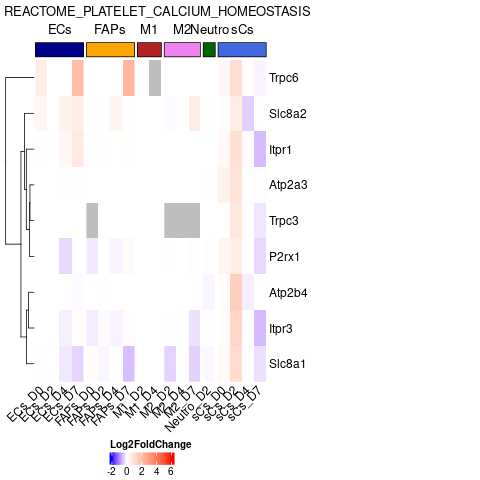 REACTOME_PLATELET_CALCIUM_HOMEOSTASIS
ECs FAPs M1 M2 Neutro sCs
Trpc6
Slc8a2
Itpr1
Atp2a3
Trpc3
P2rx1
Atp2b4
Itpr3
Slc8a1
ECs_D0 ECs_D2 ECs_D4 ECs_D7 FAPs_D0 FAPs_D2 FAPs_D4 FAPs_D7 M1_D2 M1_D4 M2_D2 M2_D4 M2_D7 Neutro_D2 sCs_D0 sCs_D2 sCs_D4 sCs_D7
Log2FoldChange
-2 0 2 4 6